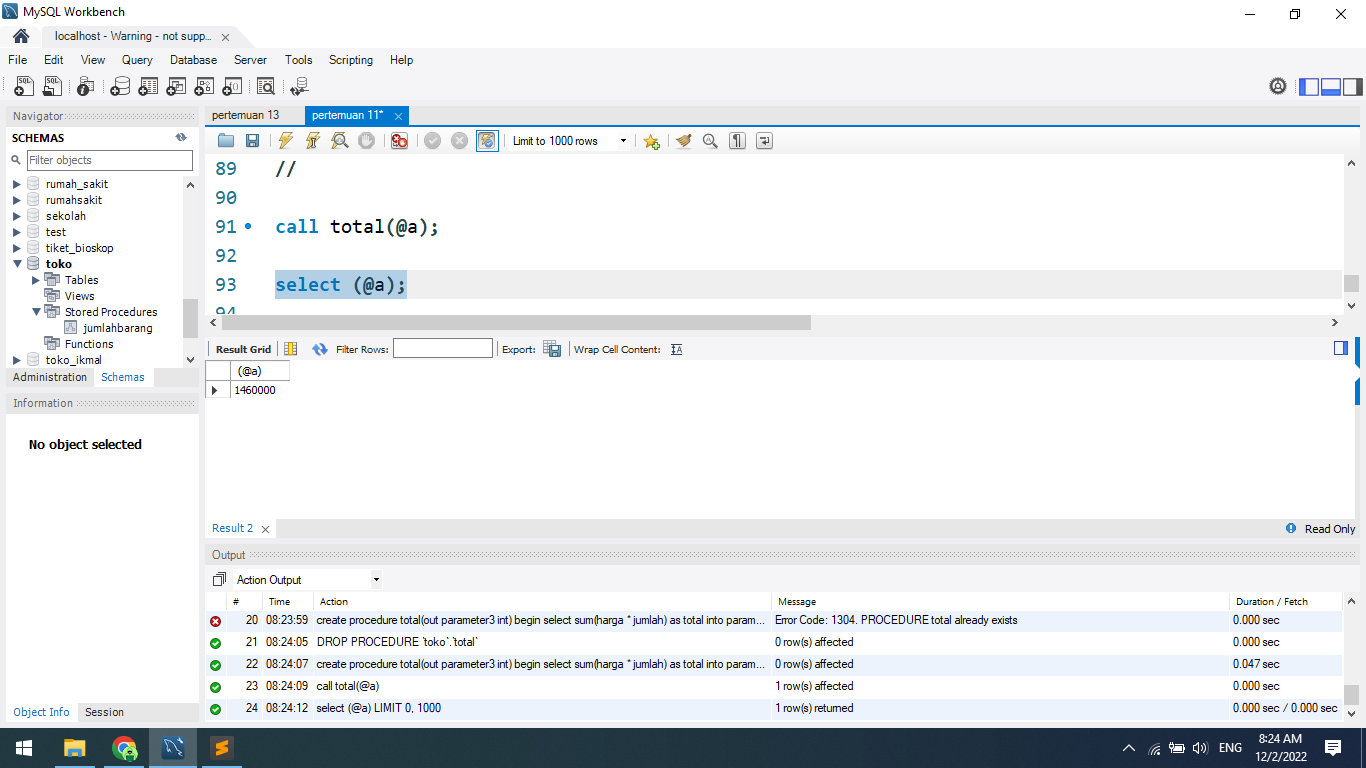 MySQL Workbench
localhost - Warning - not supp...
File Edit View Query Database Server Tools Scripting Help
Navigator
SCHEMAS
Filter objects
rumah_sakit
rumahsakit
sekolah
test
tiket_bioskop
toko
Tables
Views
Stored Procedures
jumlahbarang
Functions
toko_ikmal
Administration Schemas
Information
No object selected
Object Info Session
pertemuan 13 pertemuan 11*
Limit to 1000 rows
89 //
90
91 call total(@a);
92
93 select (@a);
94
Result Grid Filter Rows: Export: Wrap Cell Content:
(@a)
1460000
Result 2 Read Only
Output
Action Output
# Time Action Message Duration / Fetch
20 08:23:59 create procedure total(out parameter3 int) begin select sum(harga * jumlah) as total into param... Error Code: 1304. PROCEDURE total already exists 0.000 sec
21 08:24:05 DROP PROCEDURE `toko`.`total` 0 row(s) affected 0.000 sec
22 08:24:07 create procedure total(out parameter3 int) begin select sum(harga * jumlah) as total into param... 0 row(s) affected 0.047 sec
23 08:24:09 call total(@a) 1 row(s) affected 0.000 sec
24 08:24:12 select (@a) LIMIT 0, 1000 1 row(s) returned 0.000 sec / 0.000 sec
ENG
8:24 AM
12/2/2022